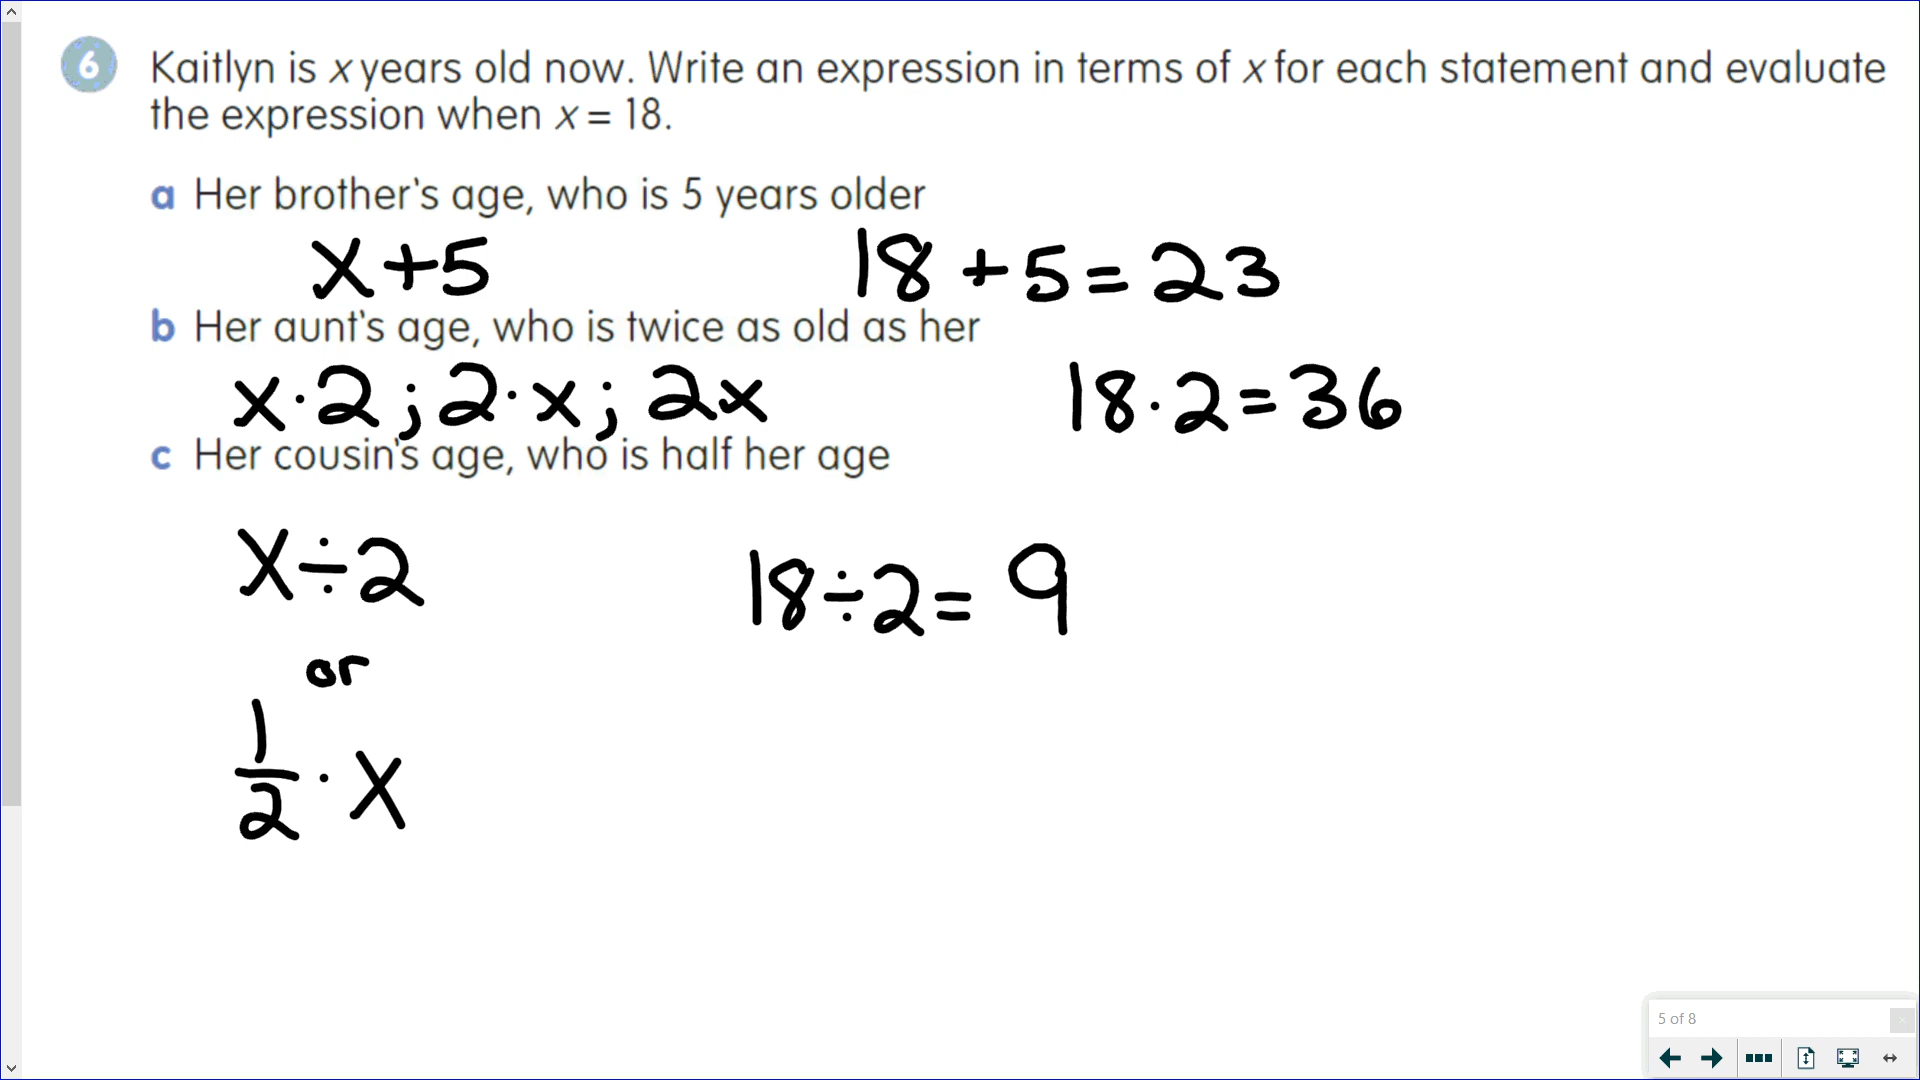 6 Kaitlyn is x years old now. Write an expression in terms of x for each statement and evaluate
the expression when x = 18.
a Her brother's age, who is 5 years older
x+5 18 + 5 = 23
b Her aunt's age, who is twice as old as her
x · 2 ; 2 · x ; 2x 18 · 2 = 36
c Her cousin's age, who is half her age
x ÷ 2 18 ÷ 2 = 9
or
1/2 · x
5 of 8